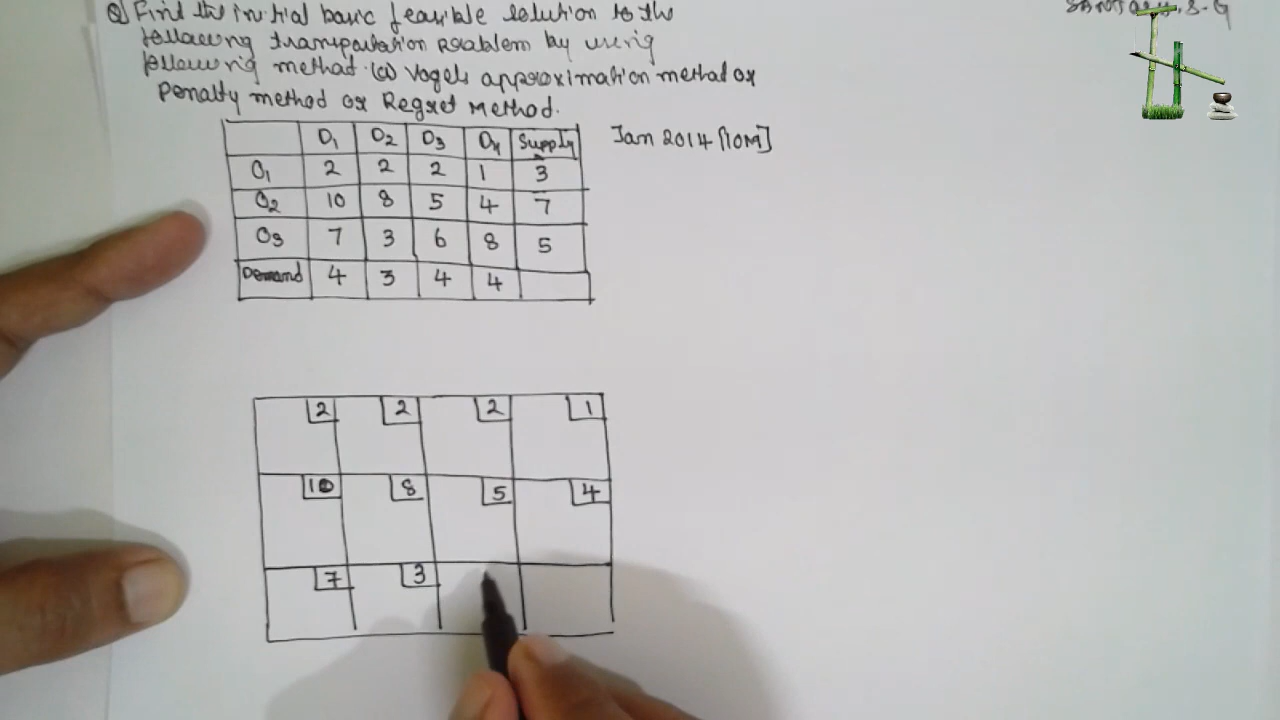 Q) Find the initial basic feasible solution to the
following transportation problem by using
following method. (a) Vogels approximation method or
Penalty method or Regret Method.
D1 D2 D3 D4 Supply
Jan 2014 [10M]
O1 2 2 2 1 3
O2 10 8 5 4 7
O3 7 3 6 8 5
Demand 4 3 4 4
2 2 2 1
10 8 5 4
7 3